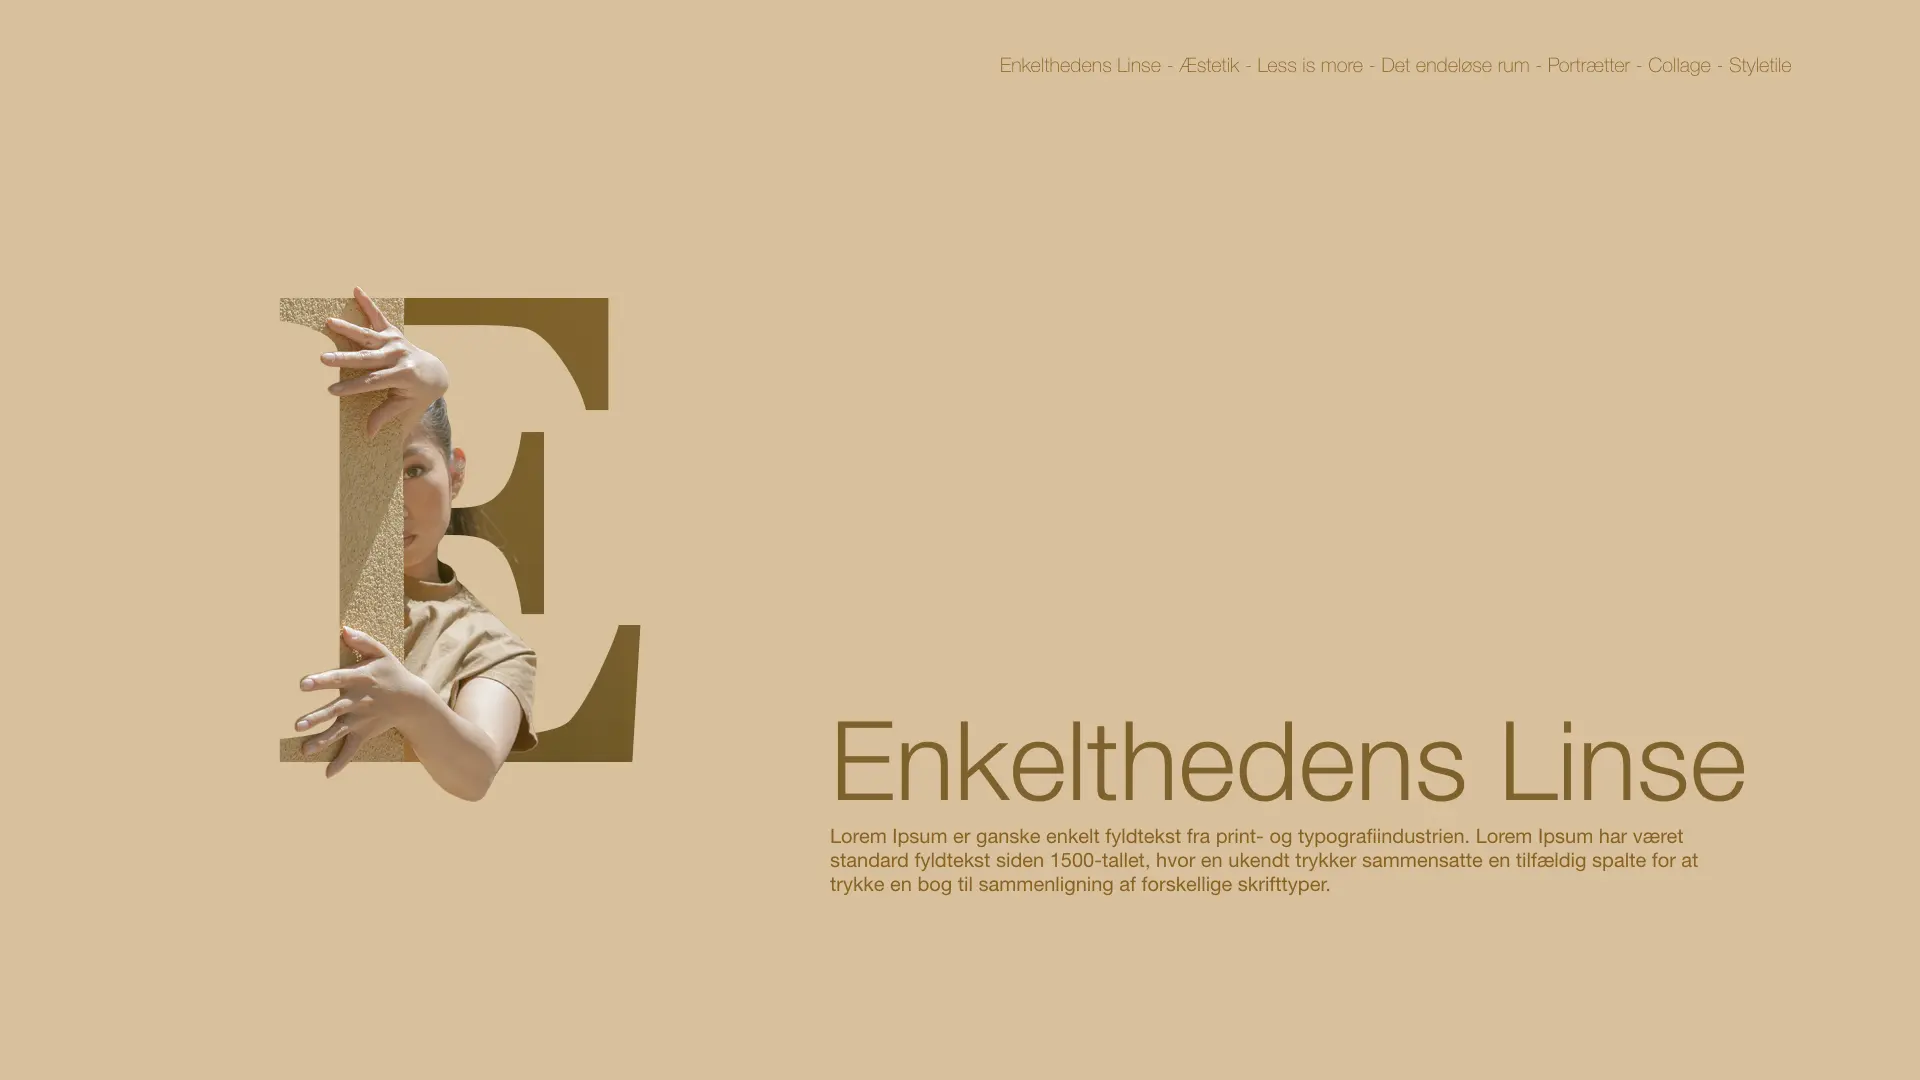 Enkelthedens Linse - Æstetik - Less is more - Det endeløse rum - Portrætter - Collage - Styletile
E
Enkelthedens Linse
Lorem Ipsum er ganske enkelt fyldtekst fra print- og typografiindustrien. Lorem Ipsum har været
standard fyldtekst siden 1500-tallet, hvor en ukendt trykker sammensatte en tilfældig spalte for at
trykke en bog til sammenligning af forskellige skrifttyper.